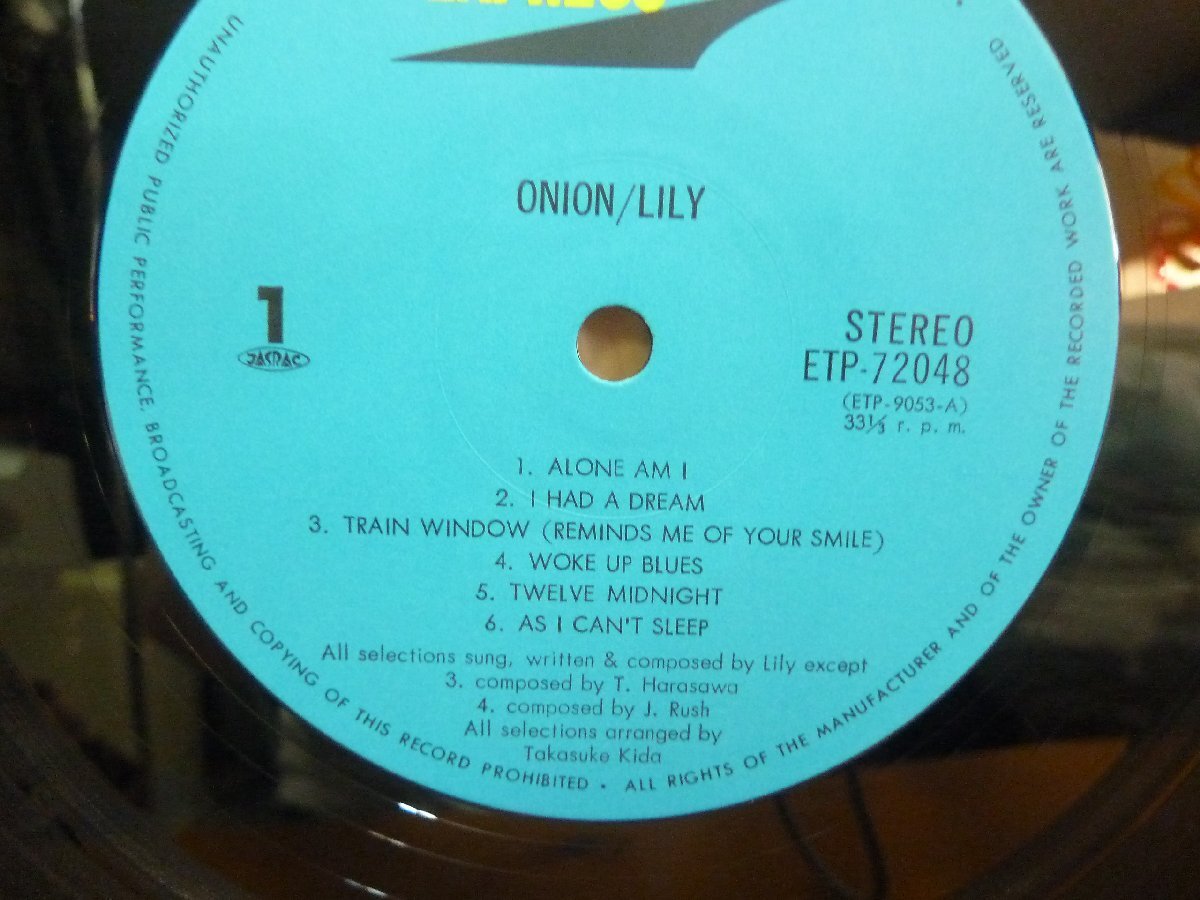 EXPRESS
ONION/LILY
1
JASRAC
STEREO
ETP-72048
(ETP-9053-A)
33⅓ r. p. m.
1. ALONE AM I
2. I HAD A DREAM
3. TRAIN WINDOW (REMINDS ME OF YOUR SMILE)
4. WOKE UP BLUES
5. TWELVE MIDNIGHT
6. AS I CAN'T SLEEP
All selections sung, written & composed by Lily except
3. composed by T. Harasawa
4. composed by J. Rush
All selections arranged by
Takasuke Kida
UNAUTHORIZED PUBLIC PERFORMANCE, BROADCASTING AND COPYING OF THIS RECORD PROHIBITED • ALL RIGHTS OF THE MANUFACTURER AND OF THE OWNER OF THE RECORDED WORK ARE RESERVED